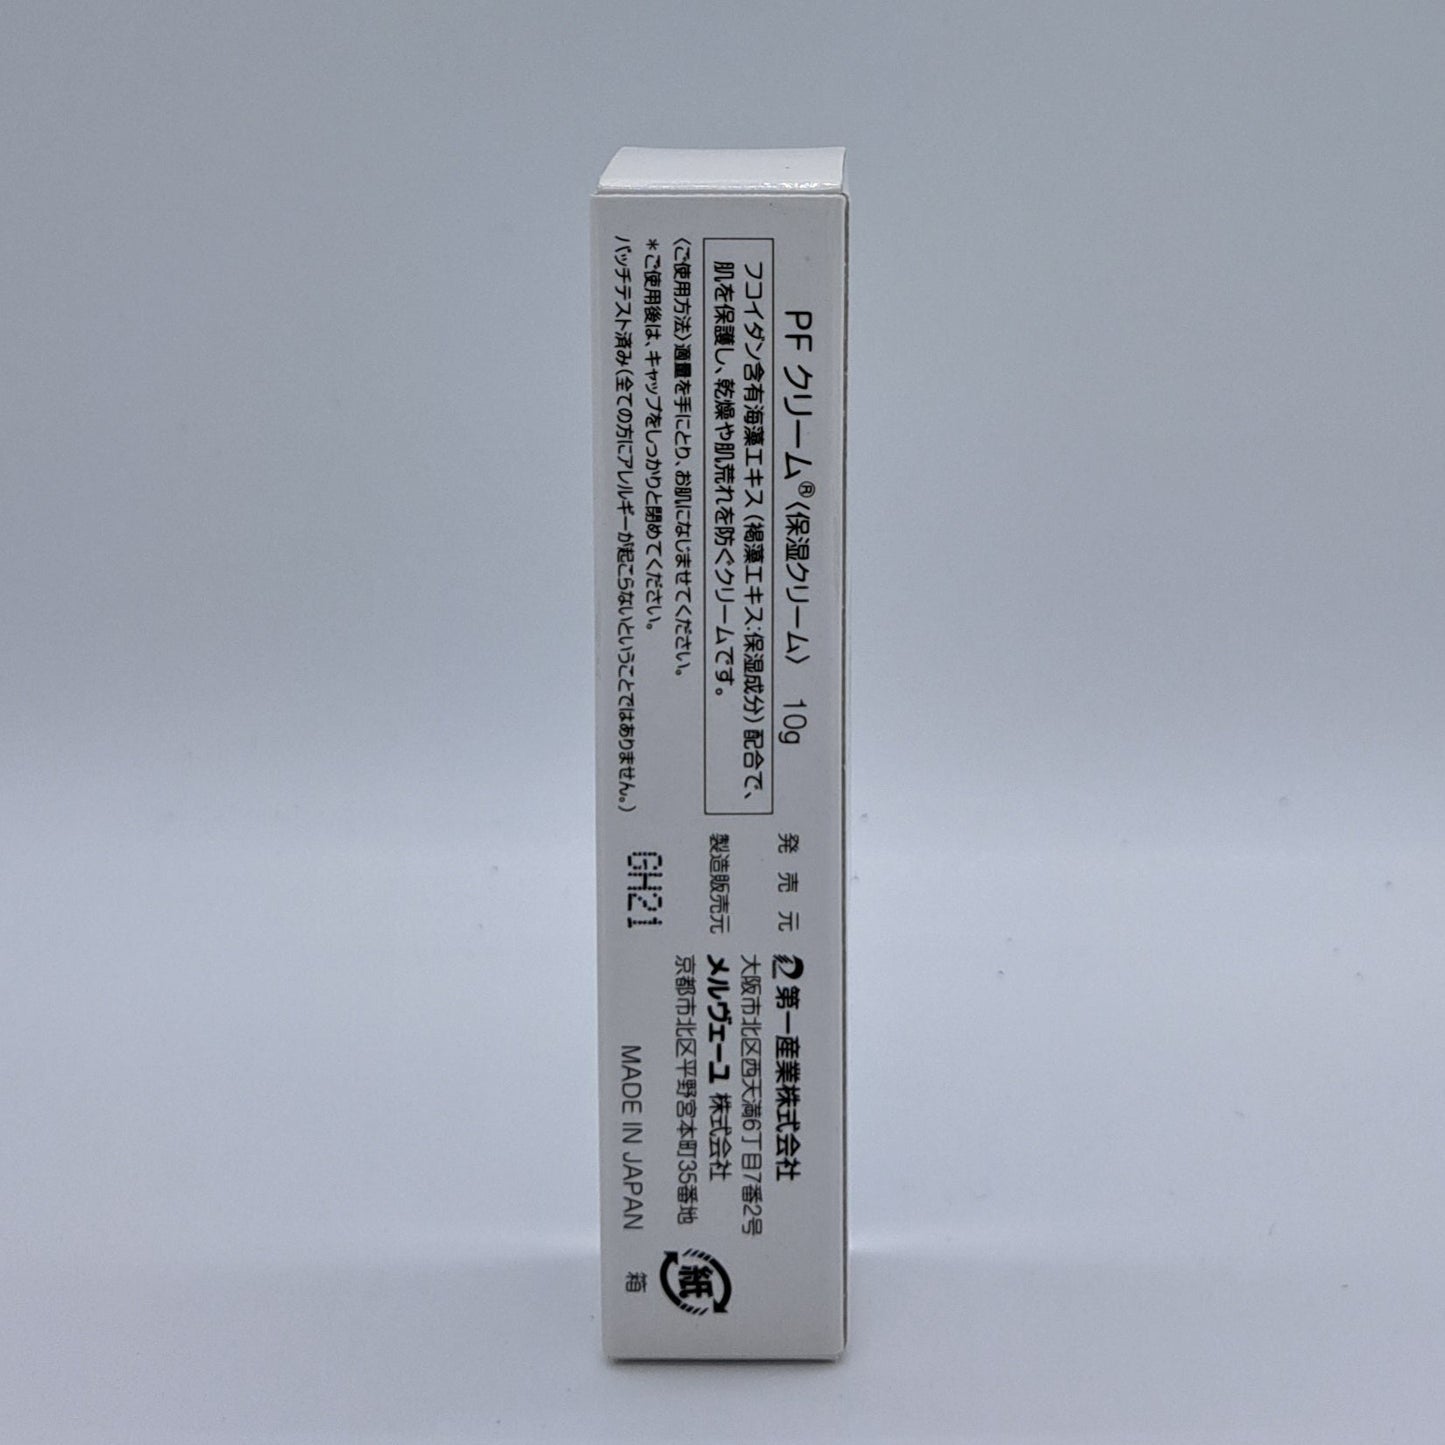 PF クリーム®〈保湿クリーム〉 10g
フコイダン含有海藻エキス(褐藻エキス:保湿成分)配合で、
肌を保護し、乾燥や肌荒れを防ぐクリームです。
〈ご使用方法〉適量を手にとり、お肌になじませてください。
*ご使用後は、キャップをしっかりと閉めてください。
パッチテスト済み(全ての方にアレルギーが起こらないということではありません。)
発売元 第一産業株式会社
大阪市北区西天満6丁目7番2号
製造販売元 メルヴェーユ 株式会社
京都市北区平野宮本町35番地
GH21
MADE IN JAPAN
紙
箱